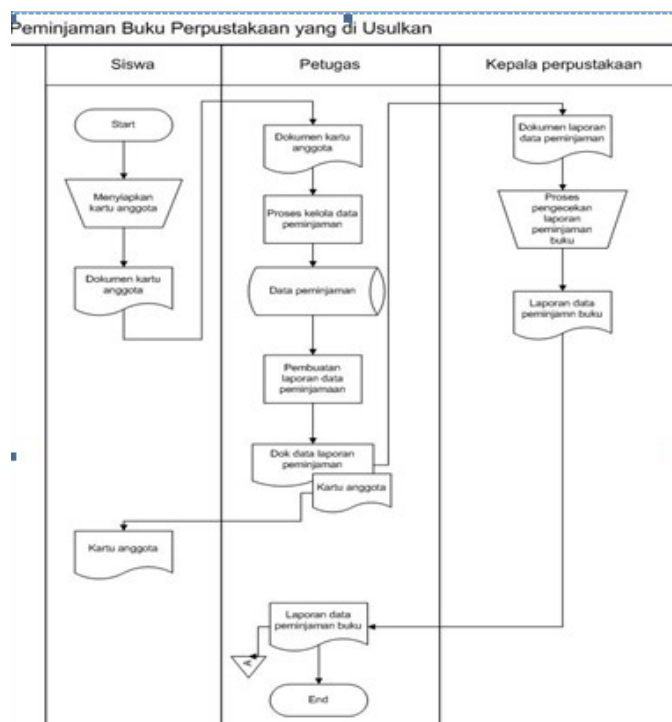 Peminjaman Buku Perpustakaan yang di Usulkan
Siswa
Petugas
Kepala perpustakaan
Start
Menyiapkan
kartu anggota
Dokumen kartu
anggota
Dokumen kartu
anggota
Proses kelola data
peminjaman
Data peminjaman
Pembuatan
laporan data
peminjamaan
Dok data laporan
peminjaman
Kartu anggota
Kartu anggota
Dokumen laporan
data peminjaman
Proses
pengecekan
laporan
peminjaman
buku
Laporan data
peminjamn buku
Laporan data
peminjaman buku
A
End